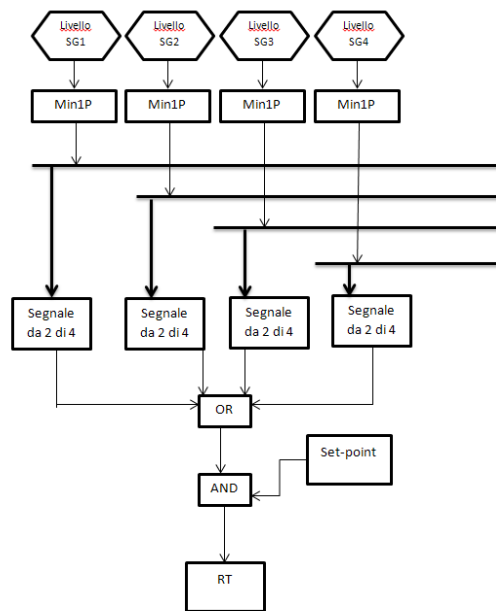 Livello
SG1
Livello
SG2
Livello
SG3
Livello
SG4
Min1P
Min1P
Min1P
Min1P
Segnale
da 2 di 4
Segnale
da 2 di 4
Segnale
da 2 di 4
Segnale
da 2 di 4
OR
Set-point
AND
RT